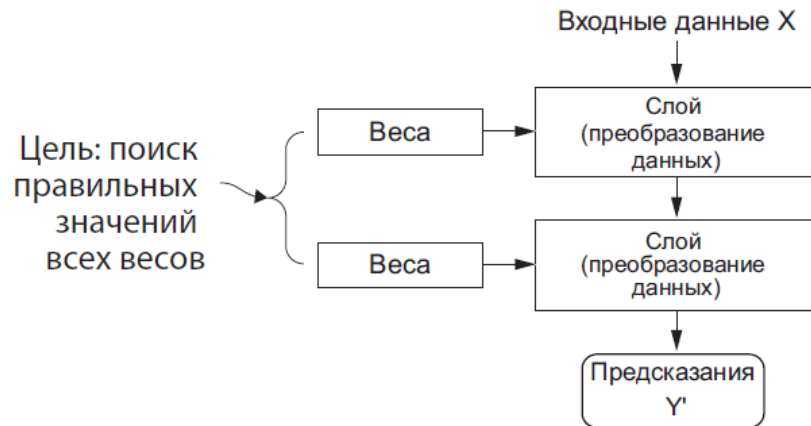 Входные данные X
Веса
Слой
(преобразование
данных)
Цель: поиск
правильных
значений
всех весов
Веса
Слой
(преобразование
данных)
Предсказания
Y'